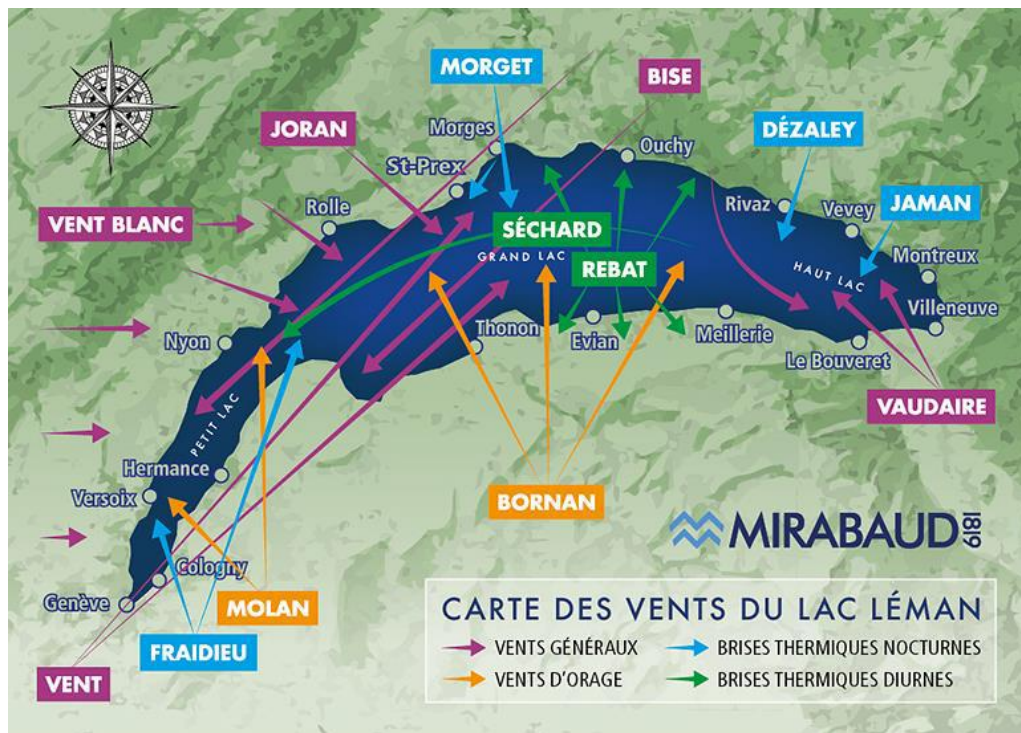 MORGET
BISE
JORAN
Morges
DÉZALEY
Ouchy
St-Prex
Rolle
Rivaz
Vevey
JAMAN
VENT BLANC
SÉCHARD
GRAND LAC
REBAT
HAUT LAC
Montreux
Villeneuve
Nyon
Thonon
Evian
Meillerie
Le Bouveret
PETIT LAC
VAUDAIRE
Hermance
Versoix
BORNAN
MIRABAUD
1819
Cologny
Genève
MOLAN
FRAIDIEU
VENT
CARTE DES VENTS DU LAC LÉMAN
VENTS GÉNÉRAUX
BRISES THERMIQUES NOCTURNES
VENTS D'ORAGE
BRISES THERMIQUES DIURNES